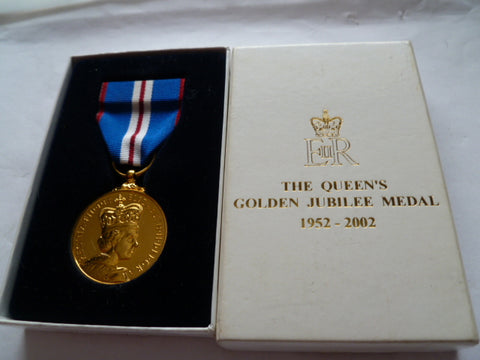 EIIR
THE QUEEN'S
GOLDEN JUBILEE MEDAL
1952 - 2002